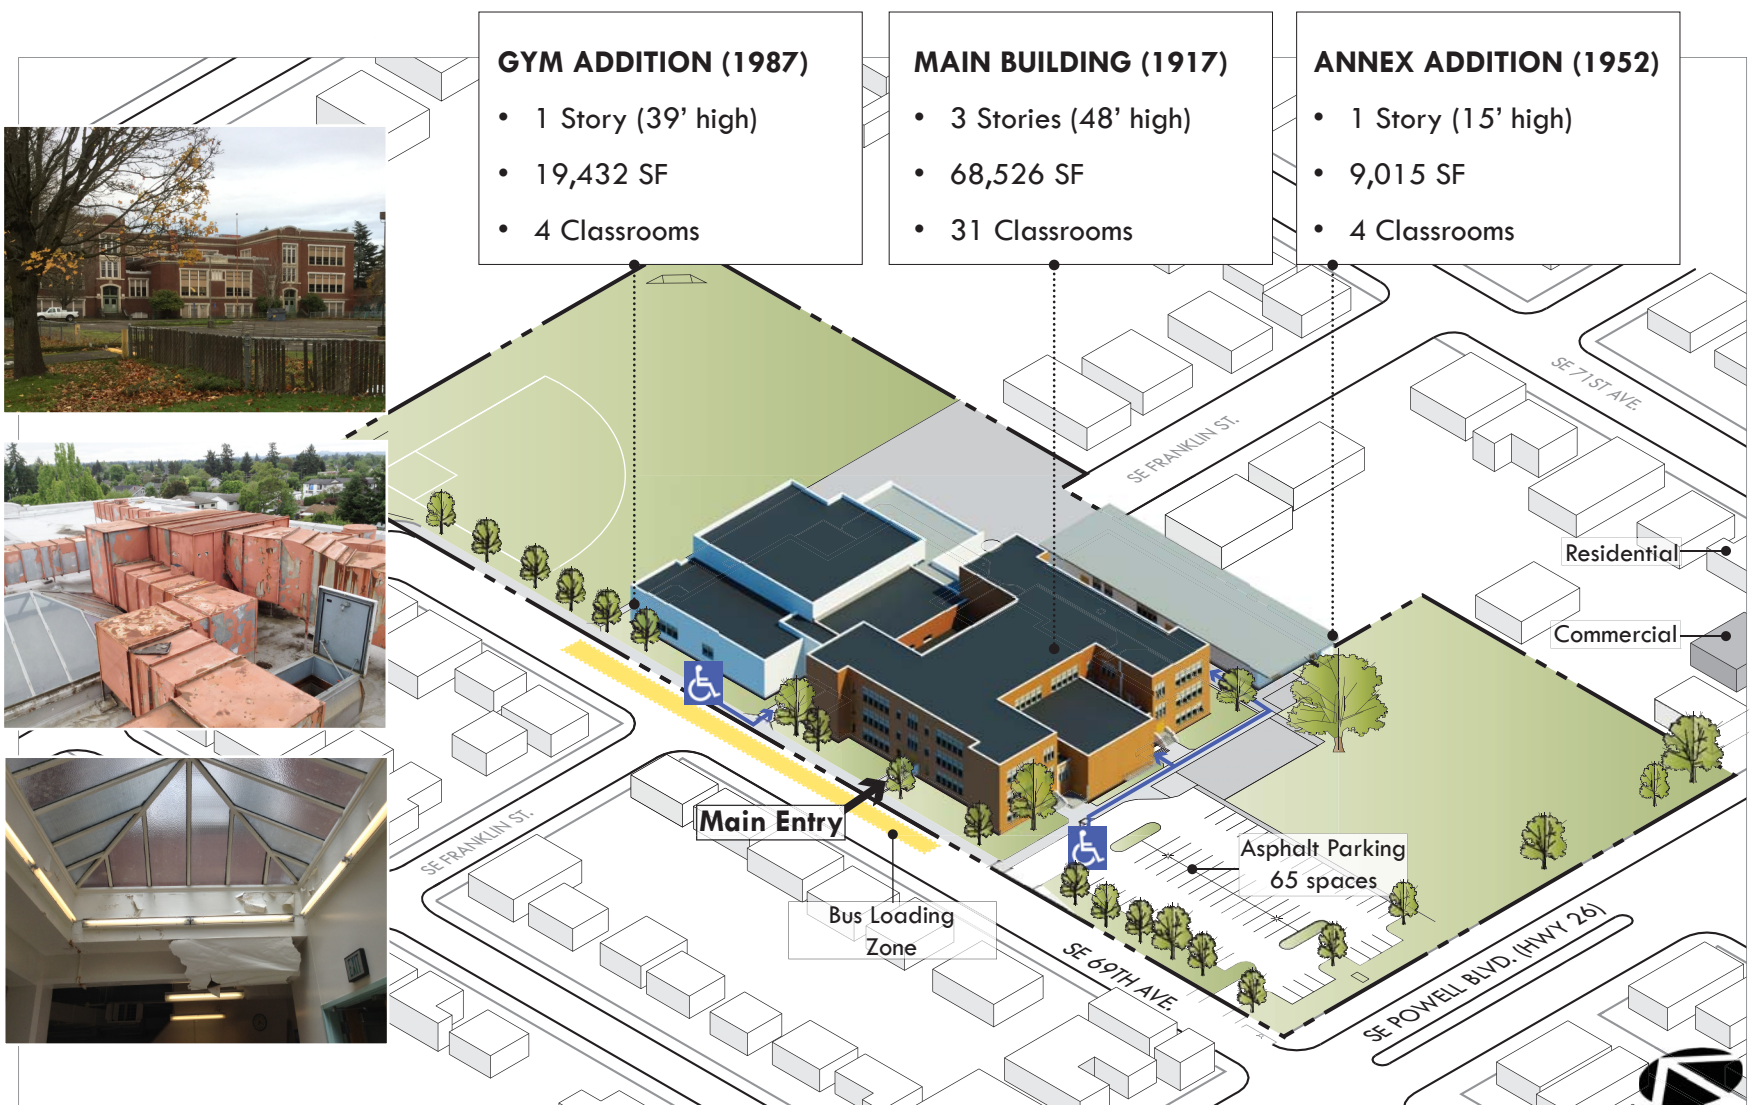 GYM ADDITION (1987)
• 1 Story (39’ high)
• 19,432 SF
• 4 Classrooms
MAIN BUILDING (1917)
• 3 Stories (48’ high)
• 68,526 SF
• 31 Classrooms
ANNEX ADDITION (1952)
• 1 Story (15’ high)
• 9,015 SF
• 4 Classrooms
SE 71ST AVE.
SE FRANKLIN ST.
Residential
Commercial
Main Entry
SE FRANKLIN ST.
Asphalt Parking
65 spaces
Bus Loading
Zone
SE 69TH AVE.
SE POWELL BLVD. (HWY 26)
EXIT